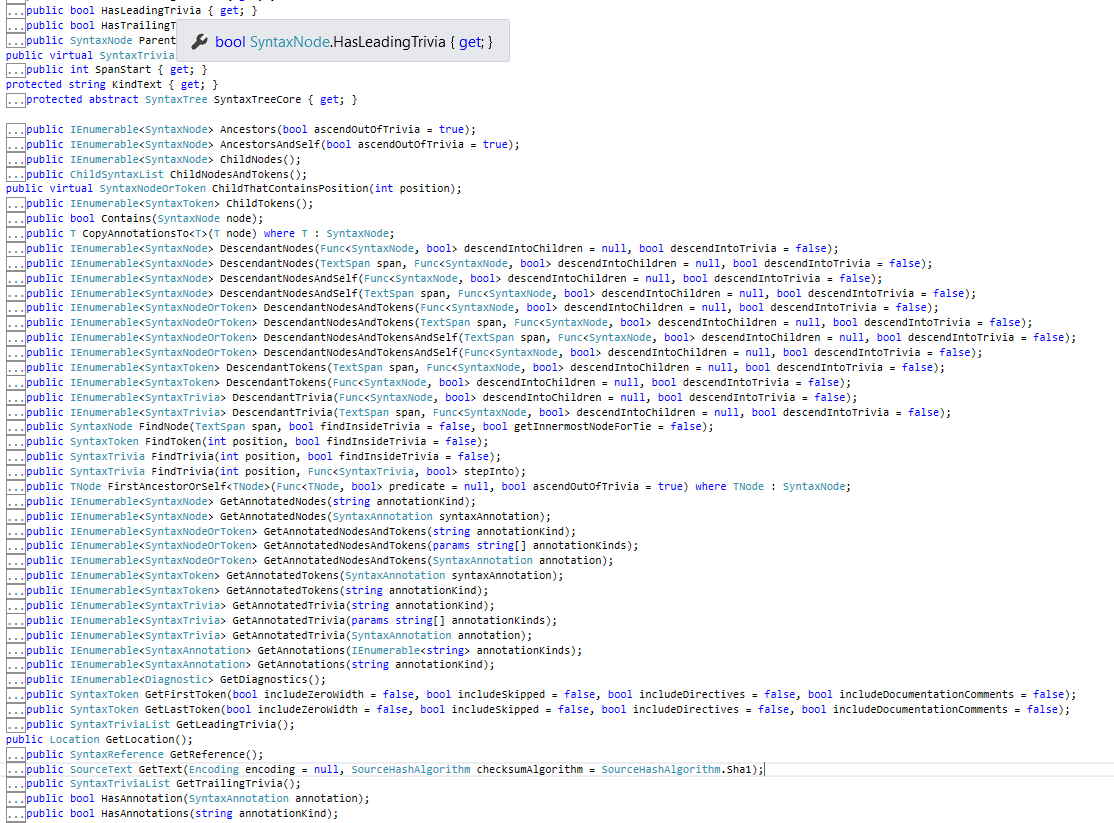 ...public bool HasLeadingTrivia { get; }
...public bool HasTrailingT
...public SyntaxNode Parent
bool SyntaxNode.HasLeadingTrivia { get; }
public virtual SyntaxTrivia
...public int SpanStart { get; }
protected string KindText { get; }
...protected abstract SyntaxTree SyntaxTreeCore { get; }
...public IEnumerable<SyntaxNode> Ancestors(bool ascendOutOfTrivia = true);
...public IEnumerable<SyntaxNode> AncestorsAndSelf(bool ascendOutOfTrivia = true);
...public IEnumerable<SyntaxNode> ChildNodes();
...public ChildSyntaxList ChildNodesAndTokens();
public virtual SyntaxNodeOrToken ChildThatContainsPosition(int position);
...public IEnumerable<SyntaxToken> ChildTokens();
...public bool Contains(SyntaxNode node);
...public T CopyAnnotationsTo<T>(T node) where T : SyntaxNode;
...public IEnumerable<SyntaxNode> DescendantNodes(Func<SyntaxNode, bool> descendIntoChildren = null, bool descendIntoTrivia = false);
...public IEnumerable<SyntaxNode> DescendantNodes(TextSpan span, Func<SyntaxNode, bool> descendIntoChildren = null, bool descendIntoTrivia = false);
...public IEnumerable<SyntaxNode> DescendantNodesAndSelf(Func<SyntaxNode, bool> descendIntoChildren = null, bool descendIntoTrivia = false);
...public IEnumerable<SyntaxNode> DescendantNodesAndSelf(TextSpan span, Func<SyntaxNode, bool> descendIntoChildren = null, bool descendIntoTrivia = false);
...public IEnumerable<SyntaxNodeOrToken> DescendantNodesAndTokens(Func<SyntaxNode, bool> descendIntoChildren = null, bool descendIntoTrivia = false);
...public IEnumerable<SyntaxNodeOrToken> DescendantNodesAndTokens(TextSpan span, Func<SyntaxNode, bool> descendIntoChildren = null, bool descendIntoTrivia = false);
...public IEnumerable<SyntaxNodeOrToken> DescendantNodesAndTokensAndSelf(TextSpan span, Func<SyntaxNode, bool> descendIntoChildren = null, bool descendIntoTrivia = false);
...public IEnumerable<SyntaxNodeOrToken> DescendantNodesAndTokensAndSelf(Func<SyntaxNode, bool> descendIntoChildren = null, bool descendIntoTrivia = false);
...public IEnumerable<SyntaxToken> DescendantTokens(TextSpan span, Func<SyntaxNode, bool> descendIntoChildren = null, bool descendIntoTrivia = false);
...public IEnumerable<SyntaxToken> DescendantTokens(Func<SyntaxNode, bool> descendIntoChildren = null, bool descendIntoTrivia = false);
...public IEnumerable<SyntaxTrivia> DescendantTrivia(Func<SyntaxNode, bool> descendIntoChildren = null, bool descendIntoTrivia = false);
...public IEnumerable<SyntaxTrivia> DescendantTrivia(TextSpan span, Func<SyntaxNode, bool> descendIntoChildren = null, bool descendIntoTrivia = false);
...public SyntaxNode FindNode(TextSpan span, bool findInsideTrivia = false, bool getInnermostNodeForTie = false);
...public SyntaxToken FindToken(int position, bool findInsideTrivia = false);
...public SyntaxTrivia FindTrivia(int position, bool findInsideTrivia = false);
...public SyntaxTrivia FindTrivia(int position, Func<SyntaxTrivia, bool> stepInto);
...public TNode FirstAncestorOrSelf<TNode>(Func<TNode, bool> predicate = null, bool ascendOutOfTrivia = true) where TNode : SyntaxNode;
...public IEnumerable<SyntaxNode> GetAnnotatedNodes(string annotationKind);
...public IEnumerable<SyntaxNode> GetAnnotatedNodes(SyntaxAnnotation syntaxAnnotation);
...public IEnumerable<SyntaxNodeOrToken> GetAnnotatedNodesAndTokens(string annotationKind);
...public IEnumerable<SyntaxNodeOrToken> GetAnnotatedNodesAndTokens(params string[] annotationKinds);
...public IEnumerable<SyntaxNodeOrToken> GetAnnotatedNodesAndTokens(SyntaxAnnotation annotation);
...public IEnumerable<SyntaxToken> GetAnnotatedTokens(SyntaxAnnotation syntaxAnnotation);
...public IEnumerable<SyntaxToken> GetAnnotatedTokens(string annotationKind);
...public IEnumerable<SyntaxTrivia> GetAnnotatedTrivia(string annotationKind);
...public IEnumerable<SyntaxTrivia> GetAnnotatedTrivia(params string[] annotationKinds);
...public IEnumerable<SyntaxTrivia> GetAnnotatedTrivia(SyntaxAnnotation annotation);
...public IEnumerable<SyntaxAnnotation> GetAnnotations(IEnumerable<string> annotationKinds);
...public IEnumerable<SyntaxAnnotation> GetAnnotations(string annotationKind);
...public IEnumerable<Diagnostic> GetDiagnostics();
...public SyntaxToken GetFirstToken(bool includeZeroWidth = false, bool includeSkipped = false, bool includeDirectives = false, bool includeDocumentationComments = false);
...public SyntaxToken GetLastToken(bool includeZeroWidth = false, bool includeSkipped = false, bool includeDirectives = false, bool includeDocumentationComments = false);
...public SyntaxTriviaList GetLeadingTrivia();
public Location GetLocation();
...public SyntaxReference GetReference();
...public SourceText GetText(Encoding encoding = null, SourceHashAlgorithm checksumAlgorithm = SourceHashAlgorithm.Sha1);
...public SyntaxTriviaList GetTrailingTrivia();
...public bool HasAnnotation(SyntaxAnnotation annotation);
...public bool HasAnnotations(string annotationKind);